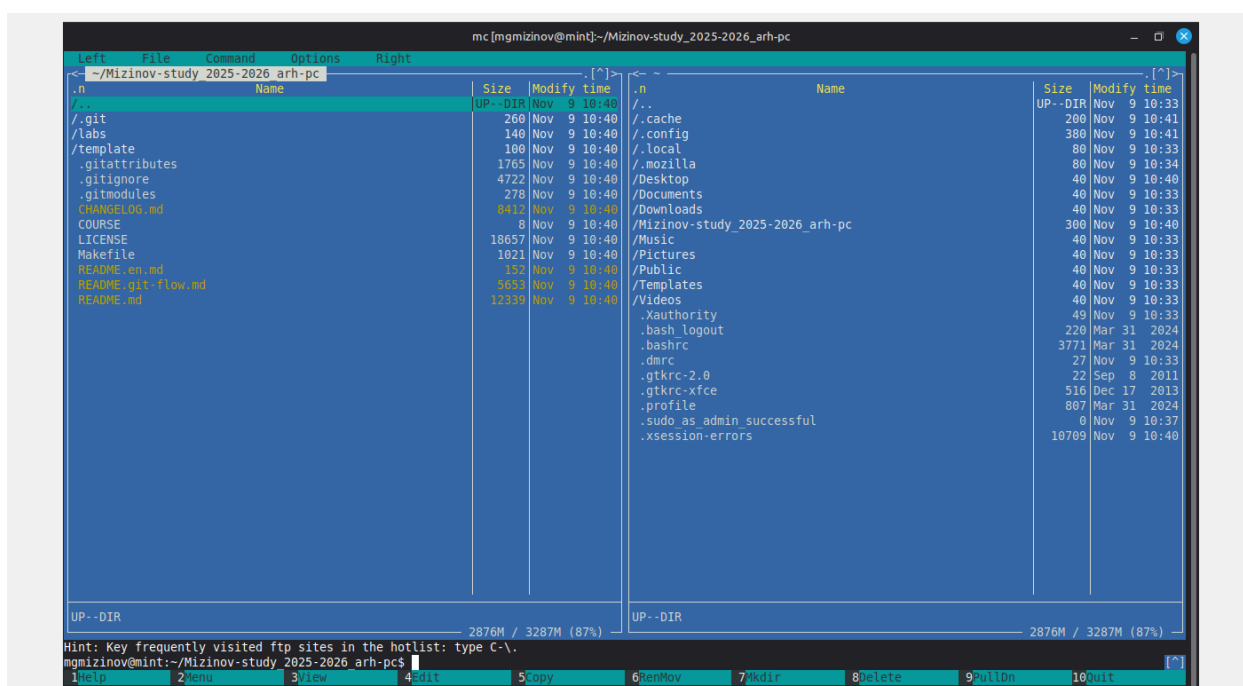 mc [mgmizinov@mint]:~/Mizinov-study_2025-2026_arh-pc
Left File Command Options Right
<- ~/Mizinov-study_2025-2026_arh-pc .[^]>
.n Name Size Modify time
/.. UP--DIR Nov 9 10:40
/.git 260 Nov 9 10:40
/labs 140 Nov 9 10:40
/template 100 Nov 9 10:40
.gitattributes 1765 Nov 9 10:40
.gitignore 4722 Nov 9 10:40
.gitmodules 278 Nov 9 10:40
CHANGELOG.md 8412 Nov 9 10:40
COURSE 8 Nov 9 10:40
LICENSE 18657 Nov 9 10:40
Makefile 1021 Nov 9 10:40
README.en.md 152 Nov 9 10:40
README.git-flow.md 5653 Nov 9 10:40
README.md 12339 Nov 9 10:40
UP--DIR
2876M / 3287M (87%)
<- ~ .[^]>
.n Name Size Modify time
/.. UP--DIR Nov 9 10:33
/.cache 200 Nov 9 10:41
/.config 380 Nov 9 10:41
/.local 80 Nov 9 10:33
/.mozilla 80 Nov 9 10:34
/Desktop 40 Nov 9 10:40
/Documents 40 Nov 9 10:33
/Downloads 40 Nov 9 10:33
/Mizinov-study_2025-2026_arh-pc 300 Nov 9 10:40
/Music 40 Nov 9 10:33
/Pictures 40 Nov 9 10:33
/Public 40 Nov 9 10:33
/Templates 40 Nov 9 10:33
/Videos 40 Nov 9 10:33
.Xauthority 49 Nov 9 10:33
.bash_logout 220 Mar 31 2024
.bashrc 3771 Mar 31 2024
.dmrc 27 Nov 9 10:33
.gtkrc-2.0 22 Sep 8 2011
.gtkrc-xfce 516 Dec 17 2013
.profile 807 Mar 31 2024
.sudo_as_admin_successful 0 Nov 9 10:37
.xsession-errors 10709 Nov 9 10:40
UP--DIR
2876M / 3287M (87%)
Hint: Key frequently visited ftp sites in the hotlist: type C-\.
mgmizinov@mint:~/Mizinov-study_2025-2026_arh-pc$ [^]
1Help 2Menu 3View 4Edit 5Copy 6RenMov 7Mkdir 8Delete 9PullDn 10Quit